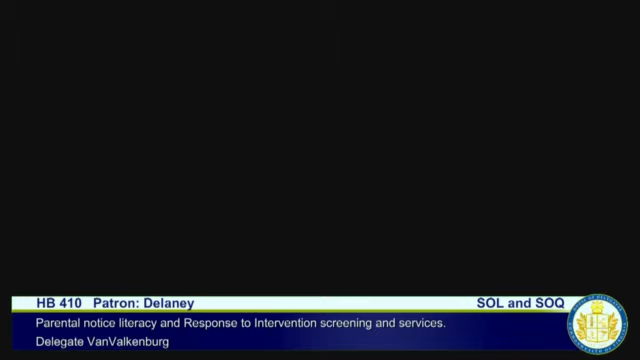 HB 410 Patron: Delaney SOL and SOQ
Parental notice literacy and Response to Intervention screening and services.
Delegate VanValkenburg